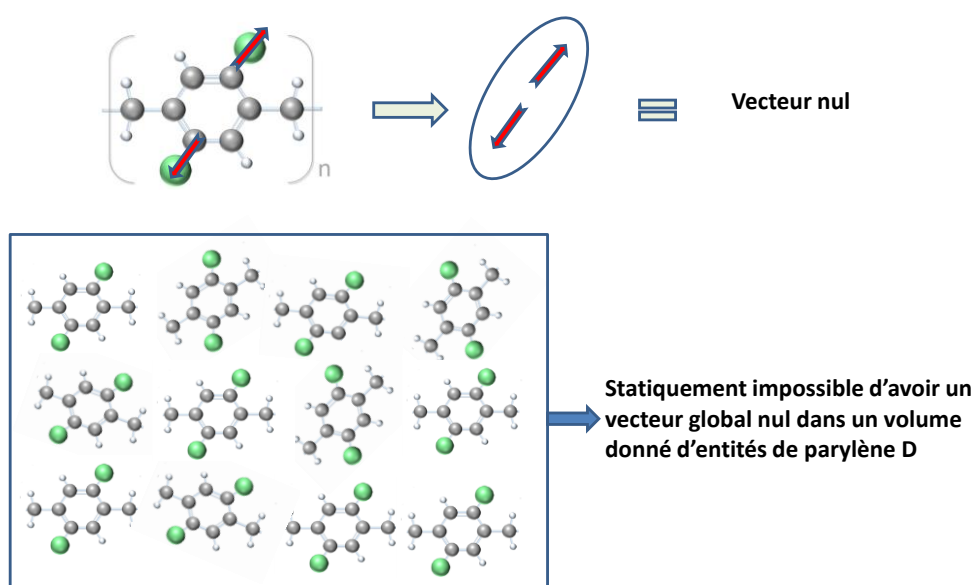 n
Vecteur nul
Statiquement impossible d'avoir un
vecteur global nul dans un volume
donné d'entités de parylène D